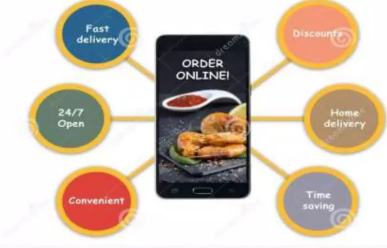 Fast
delivery
ORDER
ONLINE!
Discounts
24/7
Open
Home
delivery
Convenient
Time
saving